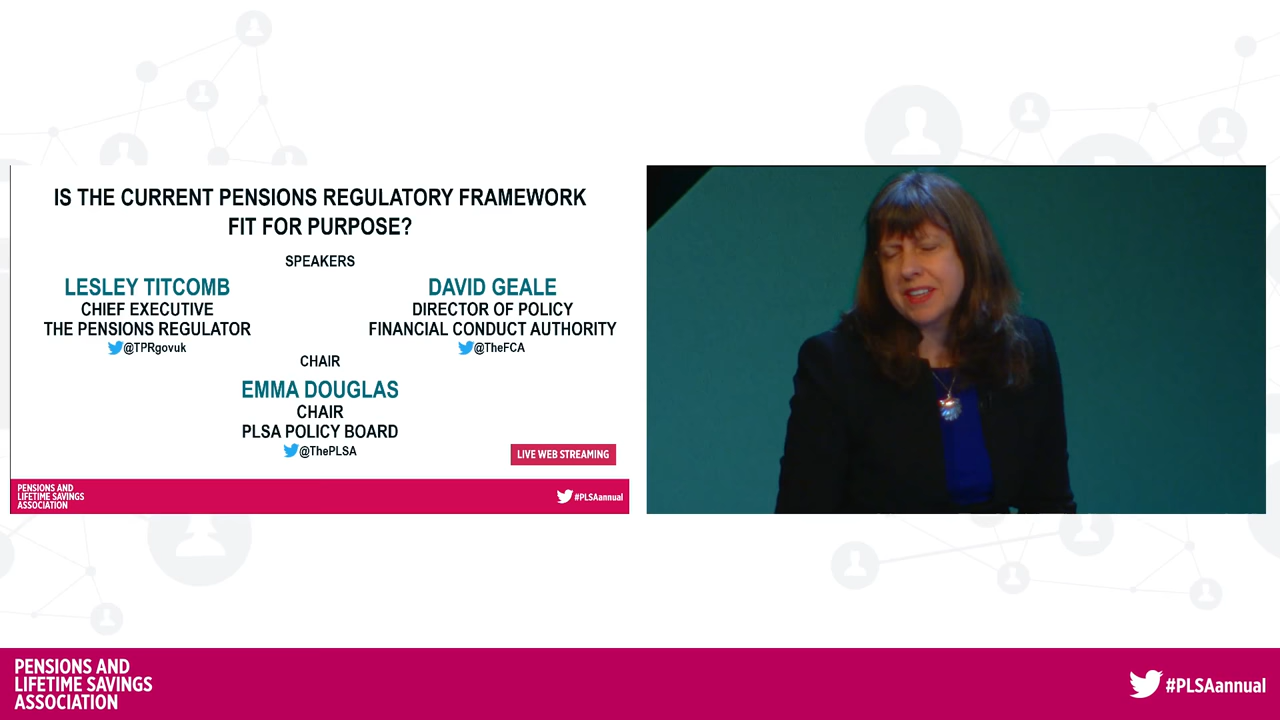 IS THE CURRENT PENSIONS REGULATORY FRAMEWORK
FIT FOR PURPOSE?
SPEAKERS
LESLEY TITCOMB
CHIEF EXECUTIVE
THE PENSIONS REGULATOR
@TPRgovuk
DAVID GEALE
DIRECTOR OF POLICY
FINANCIAL CONDUCT AUTHORITY
@TheFCA
CHAIR
EMMA DOUGLAS
CHAIR
PLSA POLICY BOARD
@ThePLSA
LIVE WEB STREAMING
PENSIONS AND
LIFETIME SAVINGS
ASSOCIATION
#PLSAannual
PENSIONS AND
LIFETIME SAVINGS
ASSOCIATION
#PLSAannual